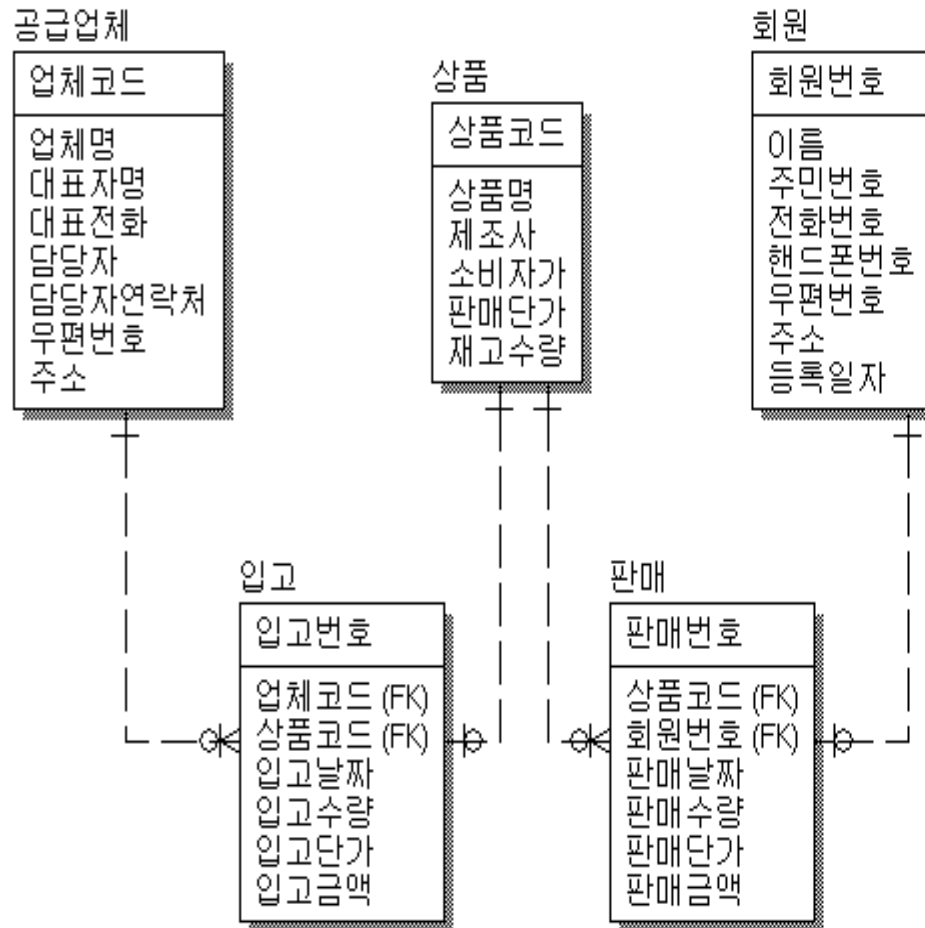 공급업체
업체코드
업체명
대표자명
대표전화
담당자
담당자연락처
우편번호
주소
상품
상품코드
상품명
제조사
소비자가
판매단가
재고수량
회원
회원번호
이름
주민번호
전화번호
핸드폰번호
우편번호
주소
등록일자
입고
입고번호
업체코드 (FK)
상품코드 (FK)
입고날짜
입고수량
입고단가
입고금액
판매
판매번호
상품코드 (FK)
회원번호 (FK)
판매날짜
판매수량
판매단가
판매금액